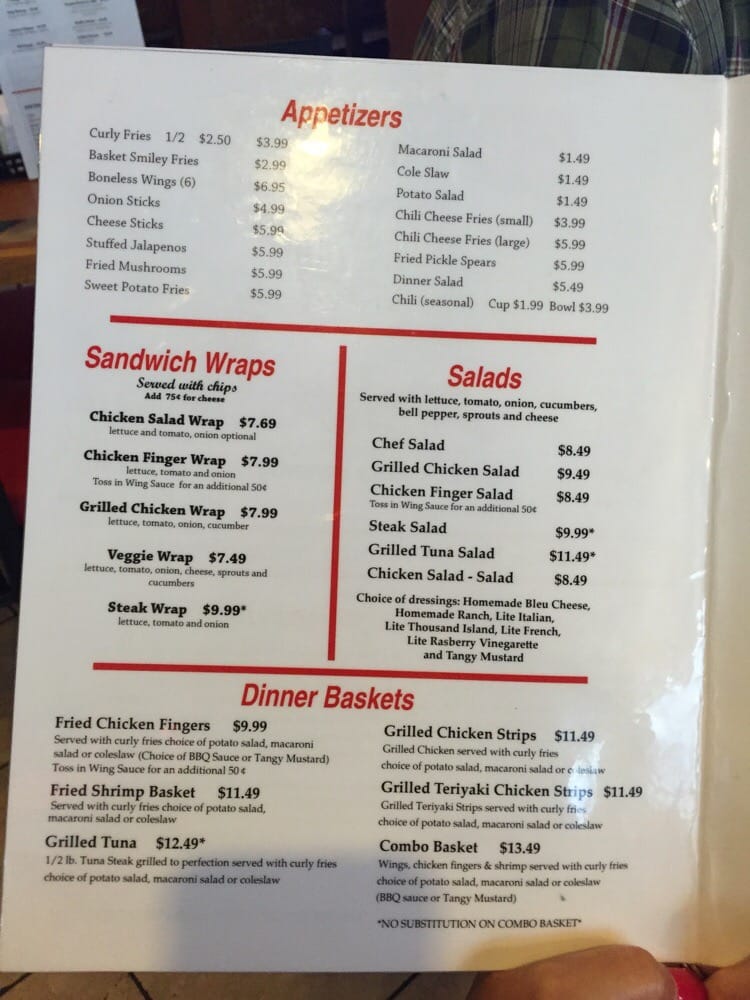 Appetizers
Curly Fries 1/2 $2.50 $3.99
Basket Smiley Fries $2.99
Boneless Wings (6) $6.95
Onion Sticks $4.99
Cheese Sticks $5.99
Stuffed Jalapenos $5.99
Fried Mushrooms $5.99
Sweet Potato Fries $5.99
Macaroni Salad $1.49
Cole Slaw $1.49
Potato Salad $1.49
Chili Cheese Fries (small) $3.99
Chili Cheese Fries (large) $5.99
Fried Pickle Spears $5.99
Dinner Salad $5.49
Chili (seasonal) Cup $1.99 Bowl $3.99
Sandwich Wraps
Served with chips
Add 75¢ for cheese
Chicken Salad Wrap $7.69
lettuce and tomato, onion optional
Chicken Finger Wrap $7.99
lettuce, tomato and onion
Toss in Wing Sauce for an additional 50¢
Grilled Chicken Wrap $7.99
lettuce, tomato, onion, cucumber
Veggie Wrap $7.49
lettuce, tomato, onion, cheese, sprouts and
cucumbers
Steak Wrap $9.99*
lettuce, tomato and onion
Salads
Served with lettuce, tomato, onion, cucumbers,
bell pepper, sprouts and cheese
Chef Salad $8.49
Grilled Chicken Salad $9.49
Chicken Finger Salad $8.49
Toss in Wing Sauce for an additional 50¢
Steak Salad $9.99*
Grilled Tuna Salad $11.49*
Chicken Salad - Salad $8.49
Choice of dressings: Homemade Bleu Cheese,
Homemade Ranch, Lite Italian,
Lite Thousand Island, Lite French,
Lite Rasberry Vinegarette
and Tangy Mustard
Dinner Baskets
Fried Chicken Fingers $9.99
Served with curly fries choice of potato salad, macaroni
salad or coleslaw (Choice of BBQ Sauce or Tangy Mustard)
Toss in Wing Sauce for an additional 50¢
Fried Shrimp Basket $11.49
Served with curly fries choice of potato salad,
macaroni salad or coleslaw
Grilled Tuna $12.49*
1/2 lb. Tuna Steak grilled to perfection served with curly fries
choice of potato salad, macaroni salad or coleslaw
Grilled Chicken Strips $11.49
Grilled Chicken served with curly fries
choice of potato salad, macaroni salad or coleslaw
Grilled Teriyaki Chicken Strips $11.49
Grilled Teriyaki Strips served with curly fries
choice of potato salad, macaroni salad or coleslaw
Combo Basket $13.49
Wings, chicken fingers & shrimp served with curly fries
choice of potato salad, macaroni salad or coleslaw
(BBQ sauce or Tangy Mustard)
*NO SUBSTITUTION ON COMBO BASKET*